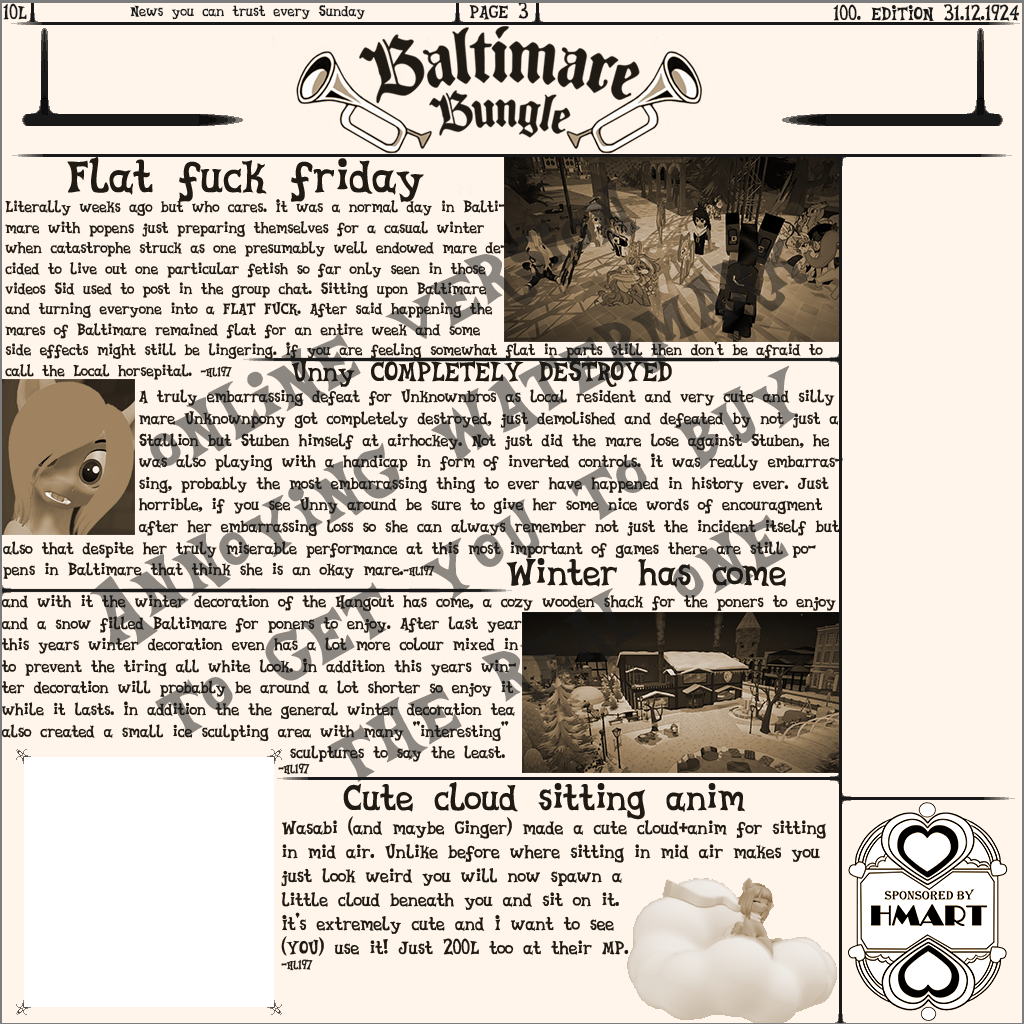 10L
News you can trust every Sunday
PAGE 3
100. EDITION 31.12.1924
Baltimare
Bungle
Flat fuck friday
Literally weeks ago but who cares. it was a normal day in Balti-
mare with popens just preparing themselves for a casual winter
when catastrophe struck as one presumably well endowed mare de-
cided to live out one particular fetish so far only seen in those
videos Sid used to post in the group chat. Sitting upon Baltimare
and turning everyone into a FLAT FUCK. After said happening the
mares of Baltimare remained flat for an entire week and some
side effects might still be lingering. if you are feeling somewhat flat in parts still then don't be afraid to
call the Local horsepital. -HL197
Unny COMPLETELY DESTROYED
A truly embarrassing defeat for Unknownbros as local resident and very cute and silly
mare Unknownpony got completely destroyed, just demolished and defeated by not just a
Stallion but Stuben himself at airhockey. Not just did the mare lose against Stuben, he
was also playing with a handicap in form of inverted controls. it was really embarras-
sing, probably the most embarrassing thing to ever have happened in history ever. Just
horrible, if you see Unny around be sure to give her some nice words of encouragment
after her embarrassing loss so she can always remember not just the incident itself but
also that despite her truly miserable performance at this most important of games there are still po-
pens in Baltimare that think she is an okay mare.-HL197
Winter has come
and with it the winter decoration of the Hangout has come, a cozy wooden shack for the poners to enjoy
and a snow filled Baltimare for poners to enjoy. After last year
this years winter decoration even has a lot more colour mixed in
to prevent the tiring all white look. in addition this years win-
ter decoration will probably be around a lot shorter so enjoy it
while it lasts. in addition the the general winter decoration tea
also created a small ice sculpting area with many "interesting"
sculptures to say the least.
-HL197
Cute cloud sitting anim
Wasabi (and maybe Ginger) made a cute cloud+anim for sitting
in mid air. Unlike before where sitting in mid air makes you
just look weird you will now spawn a
little cloud beneath you and sit on it.
it's extremely cute and i want to see
(YOU) use it! Just 200L too at their MP.
-HL197
SPONSORED BY
HMART
ONLINE VERSION
ANNOYING WATERMARK
TO GET YOU TO BUY
THE REAL ONE